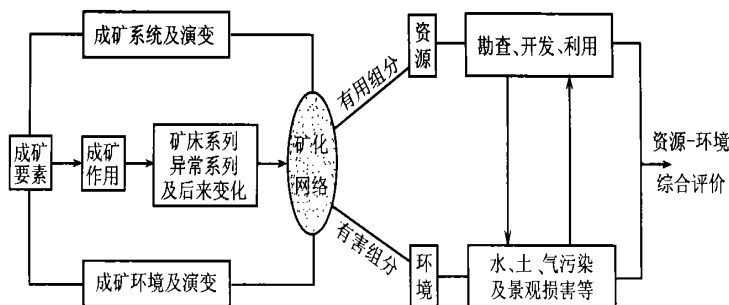 成矿系统及演变
成矿
要素
成矿
作用
矿床系列
异常系列
及后来变化
矿化
网络
成矿环境及演变
有用组分
有害组分
资
源
环
境
勘查、开发、利用
水、土、气污染
及景观损害等
资源-环境
综合评价